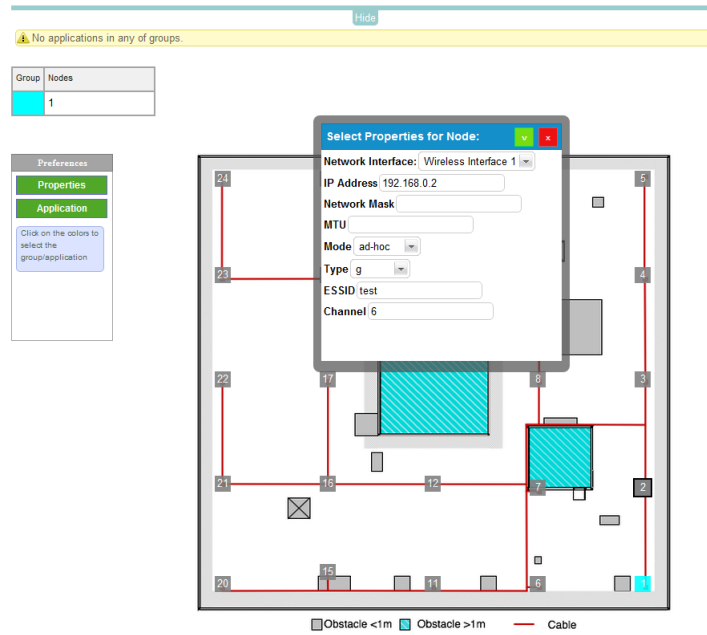 Hide
No applications in any of groups.
Group Nodes
1
Select Properties for Node: v x
Network Interface: Wireless Interface 1
IP Address 192.168.0.2
Network Mask
MTU
Mode ad-hoc
Type g
ESSID test
Channel 6
Preferences
Properties
Application
Click on the colors to
select the
group/application
24 5
23 4
22 17 8 3
21 16 12 7 2
15
20 11 6 1
Obstacle <1m Obstacle >1m Cable